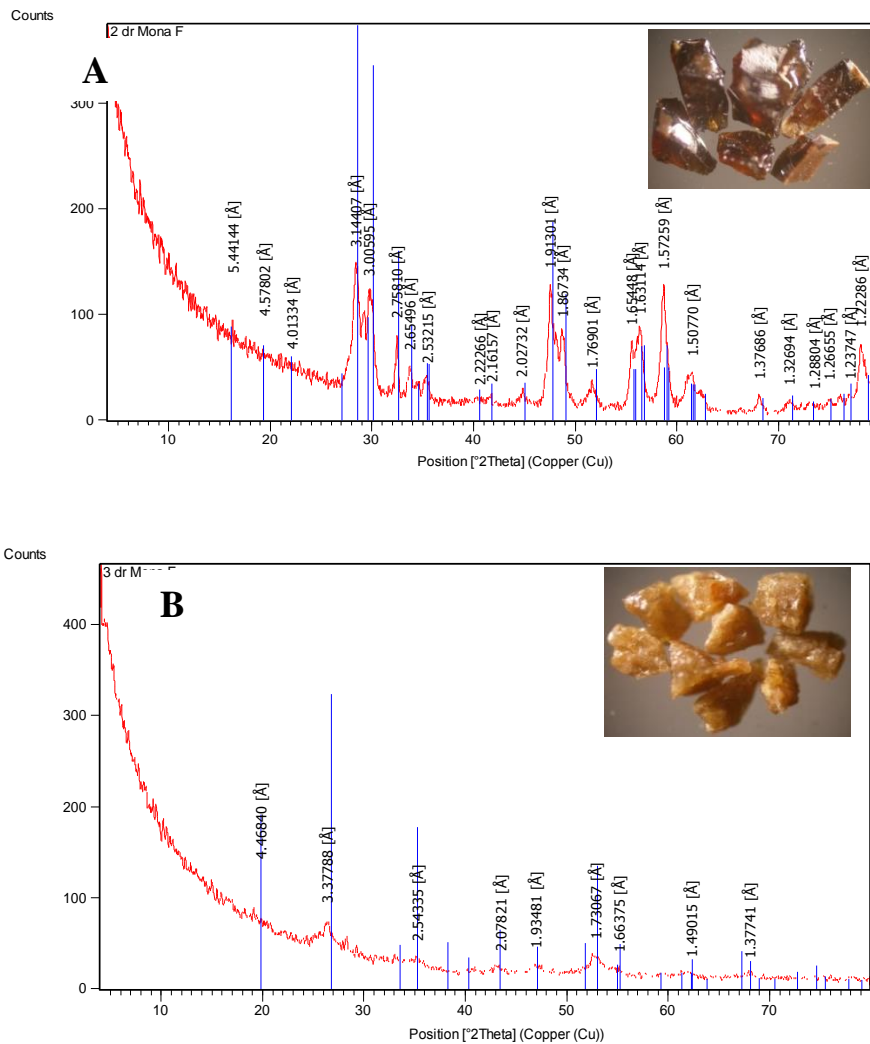 Counts
2 dr Mona F
A
300
200
100
0
5.44144 [Å]
4.57802 [Å]
4.01334 [Å]
3.14407 [Å]
3.00595 [Å]
2.75810 [Å]
2.65496 [Å]
2.53215 [Å]
2.22266 [Å]
2.16157 [Å]
2.02732 [Å]
1.91301 [Å]
1.86734 [Å]
1.76901 [Å]
1.65448 [Å]
1.63114 [Å]
1.57259 [Å]
1.50770 [Å]
1.37686 [Å]
1.32694 [Å]
1.28804 [Å]
1.26655 [Å]
1.23747 [Å]
1.22286 [Å]
10 20 30 40 50 60 70
Position [°2Theta] (Copper (Cu))
Counts
B
400
300
200
100
0
4.46840 [Å]
3.37788 [Å]
2.54335 [Å]
2.07821 [Å]
1.93481 [Å]
1.73067 [Å]
1.66375 [Å]
1.49015 [Å]
1.37741 [Å]
10 20 30 40 50 60 70
Position [°2Theta] (Copper (Cu))